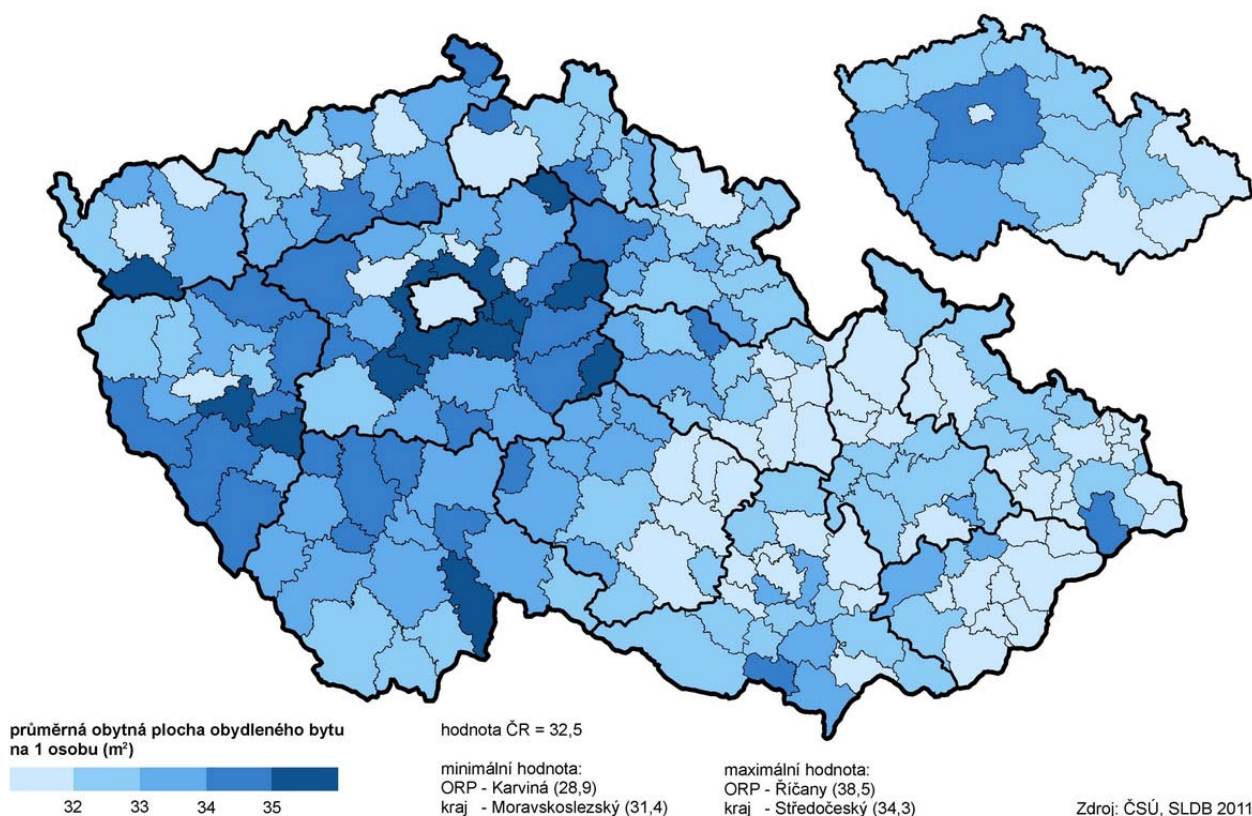 průměrná obytná plocha obydleného bytu
na 1 osobu (m²)
32 33 34 35
hodnota ČR = 32,5
minimální hodnota:
ORP - Karviná (28,9)
kraj - Moravskoslezský (31,4)
maximální hodnota:
ORP - Říčany (38,5)
kraj - Středočeský (34,3)
Zdroj: ČSÚ, SLDB 2011